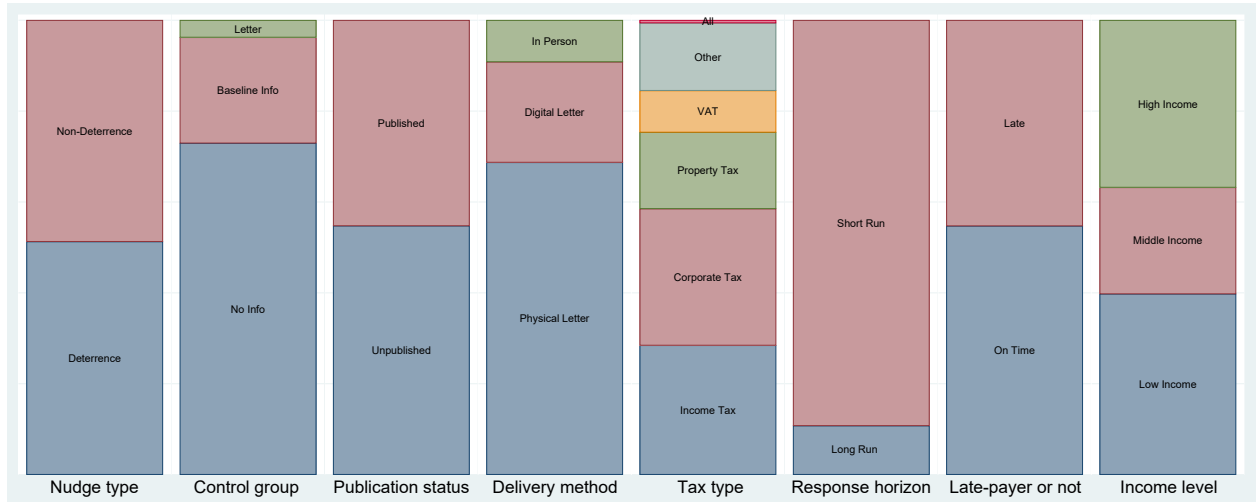 Non-Deterrence
Deterrence
Nudge type
Letter
Baseline Info
No Info
Control group
Published
Unpublished
Publication status
In Person
Digital Letter
Physical Letter
Delivery method
All
Other
VAT
Property Tax
Corporate Tax
Income Tax
Tax type
Short Run
Long Run
Response horizon
Late
On Time
Late-payer or not
High Income
Middle Income
Low Income
Income level